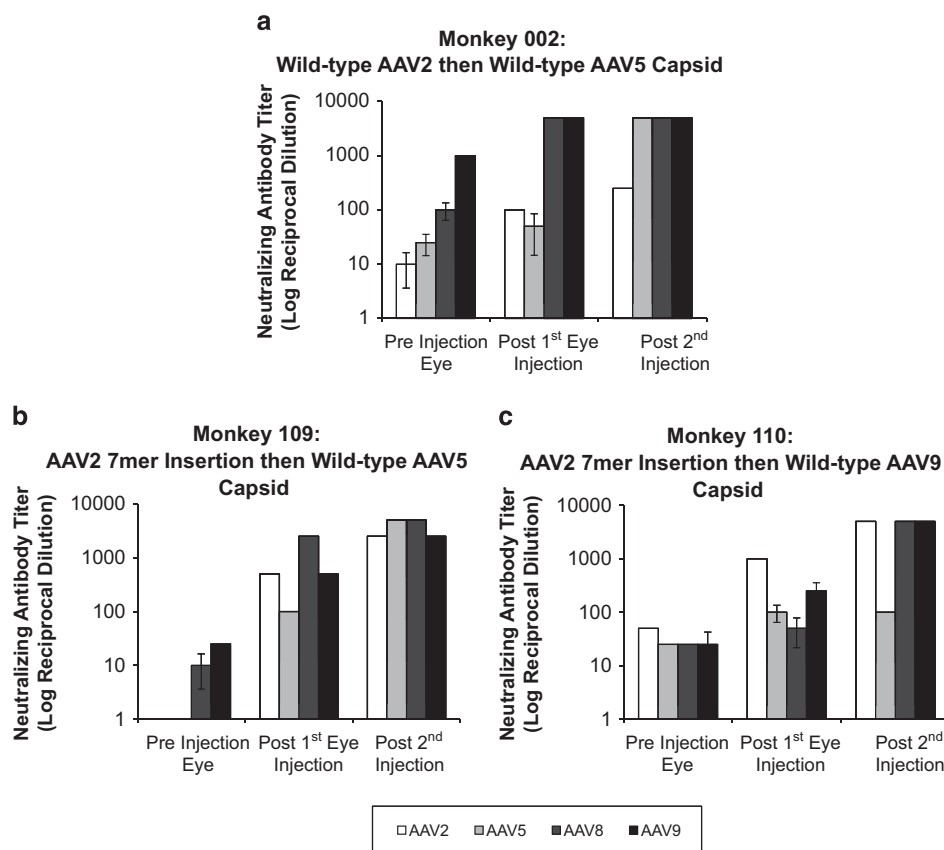 a
Monkey 002:
Wild-type AAV2 then Wild-type AAV5 Capsid
Neutralizing Antibody Titer
(Log Reciprocal Dilution)
10000
1000
100
10
1
Pre Injection
Eye
Post 1st Eye
Injection
Post 2nd
Injection
b
Monkey 109:
AAV2 7mer Insertion then Wild-type AAV5
Capsid
Neutralizing Antibody Titer
(Log Reciprocal Dilution)
10000
1000
100
10
1
Pre Injection
Eye
Post 1st Eye
Injection
Post 2nd
Injection
c
Monkey 110:
AAV2 7mer Insertion then Wild-type AAV9
Capsid
Neutralizing Antibody Titer
(Log Reciprocal Dilution)
10000
1000
100
10
1
Pre Injection
Eye
Post 1st Eye
Injection
Post 2nd
Injection
AAV2 AAV5 AAV8 AAV9